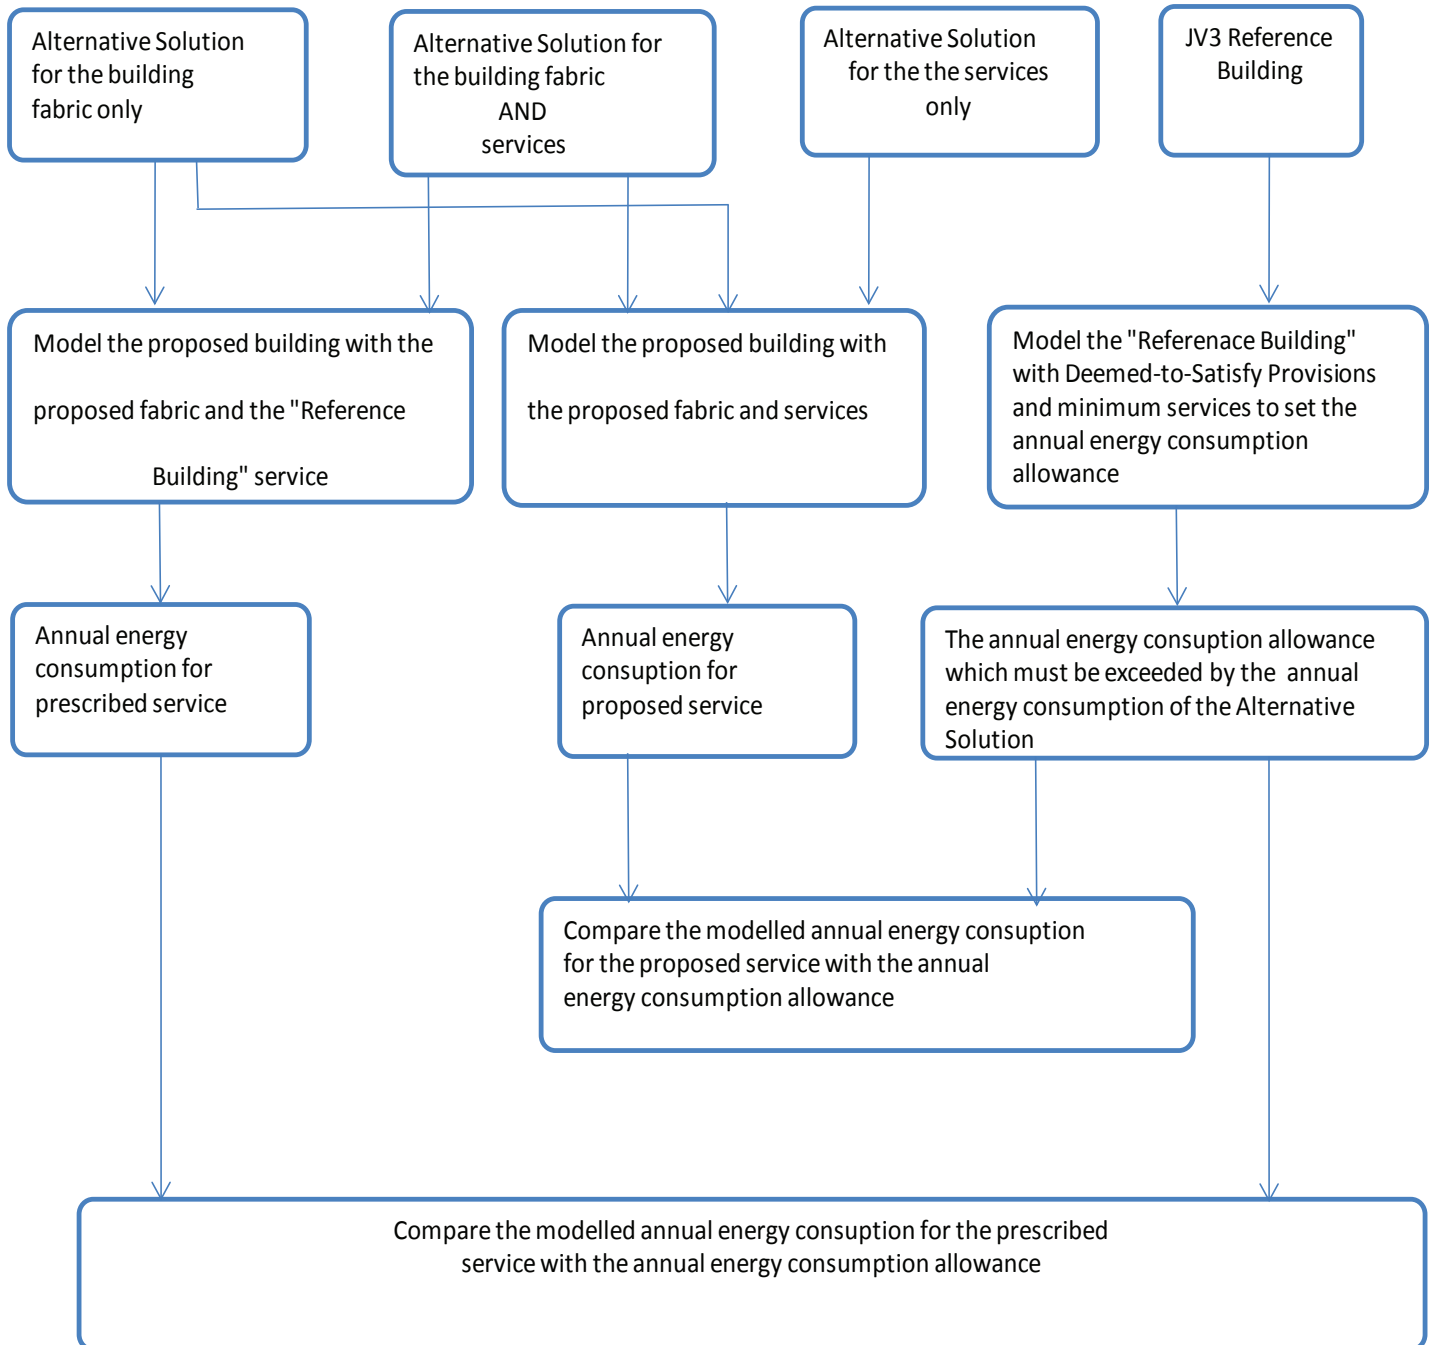 Alternative Solution
for the building
fabric only
Alternative Solution for
the building fabric
AND
services
Alternative Solution
for the the services
only
JV3 Reference
Building
Model the proposed building with the
proposed fabric and the "Reference
Building" service
Model the proposed building with
the proposed fabric and services
Model the "Referenace Building"
with Deemed-to-Satisfy Provisions
and minimum services to set the
annual energy consumption
allowance
Annual energy
consumption for
prescribed service
Annual energy
consuption for
proposed service
The annual energy consuption allowance
which must be exceeded by the annual
energy consumption of the Alternative
Solution
Compare the modelled annual energy consuption
for the proposed service with the annual
energy consumption allowance
Compare the modelled annual energy consuption for the prescribed
service with the annual energy consumption allowance